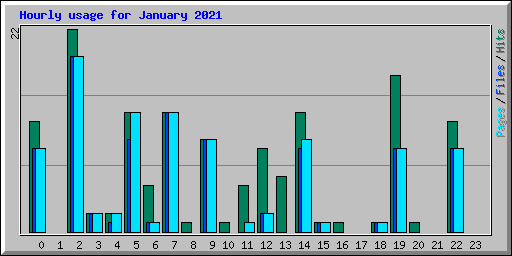 Hourly usage for January 2021
22
Pages/Files/Hits
0 1 2 3 4 5 6 7 8 9 10 11 12 13 14 15 16 17 18 19 20 21 22 23